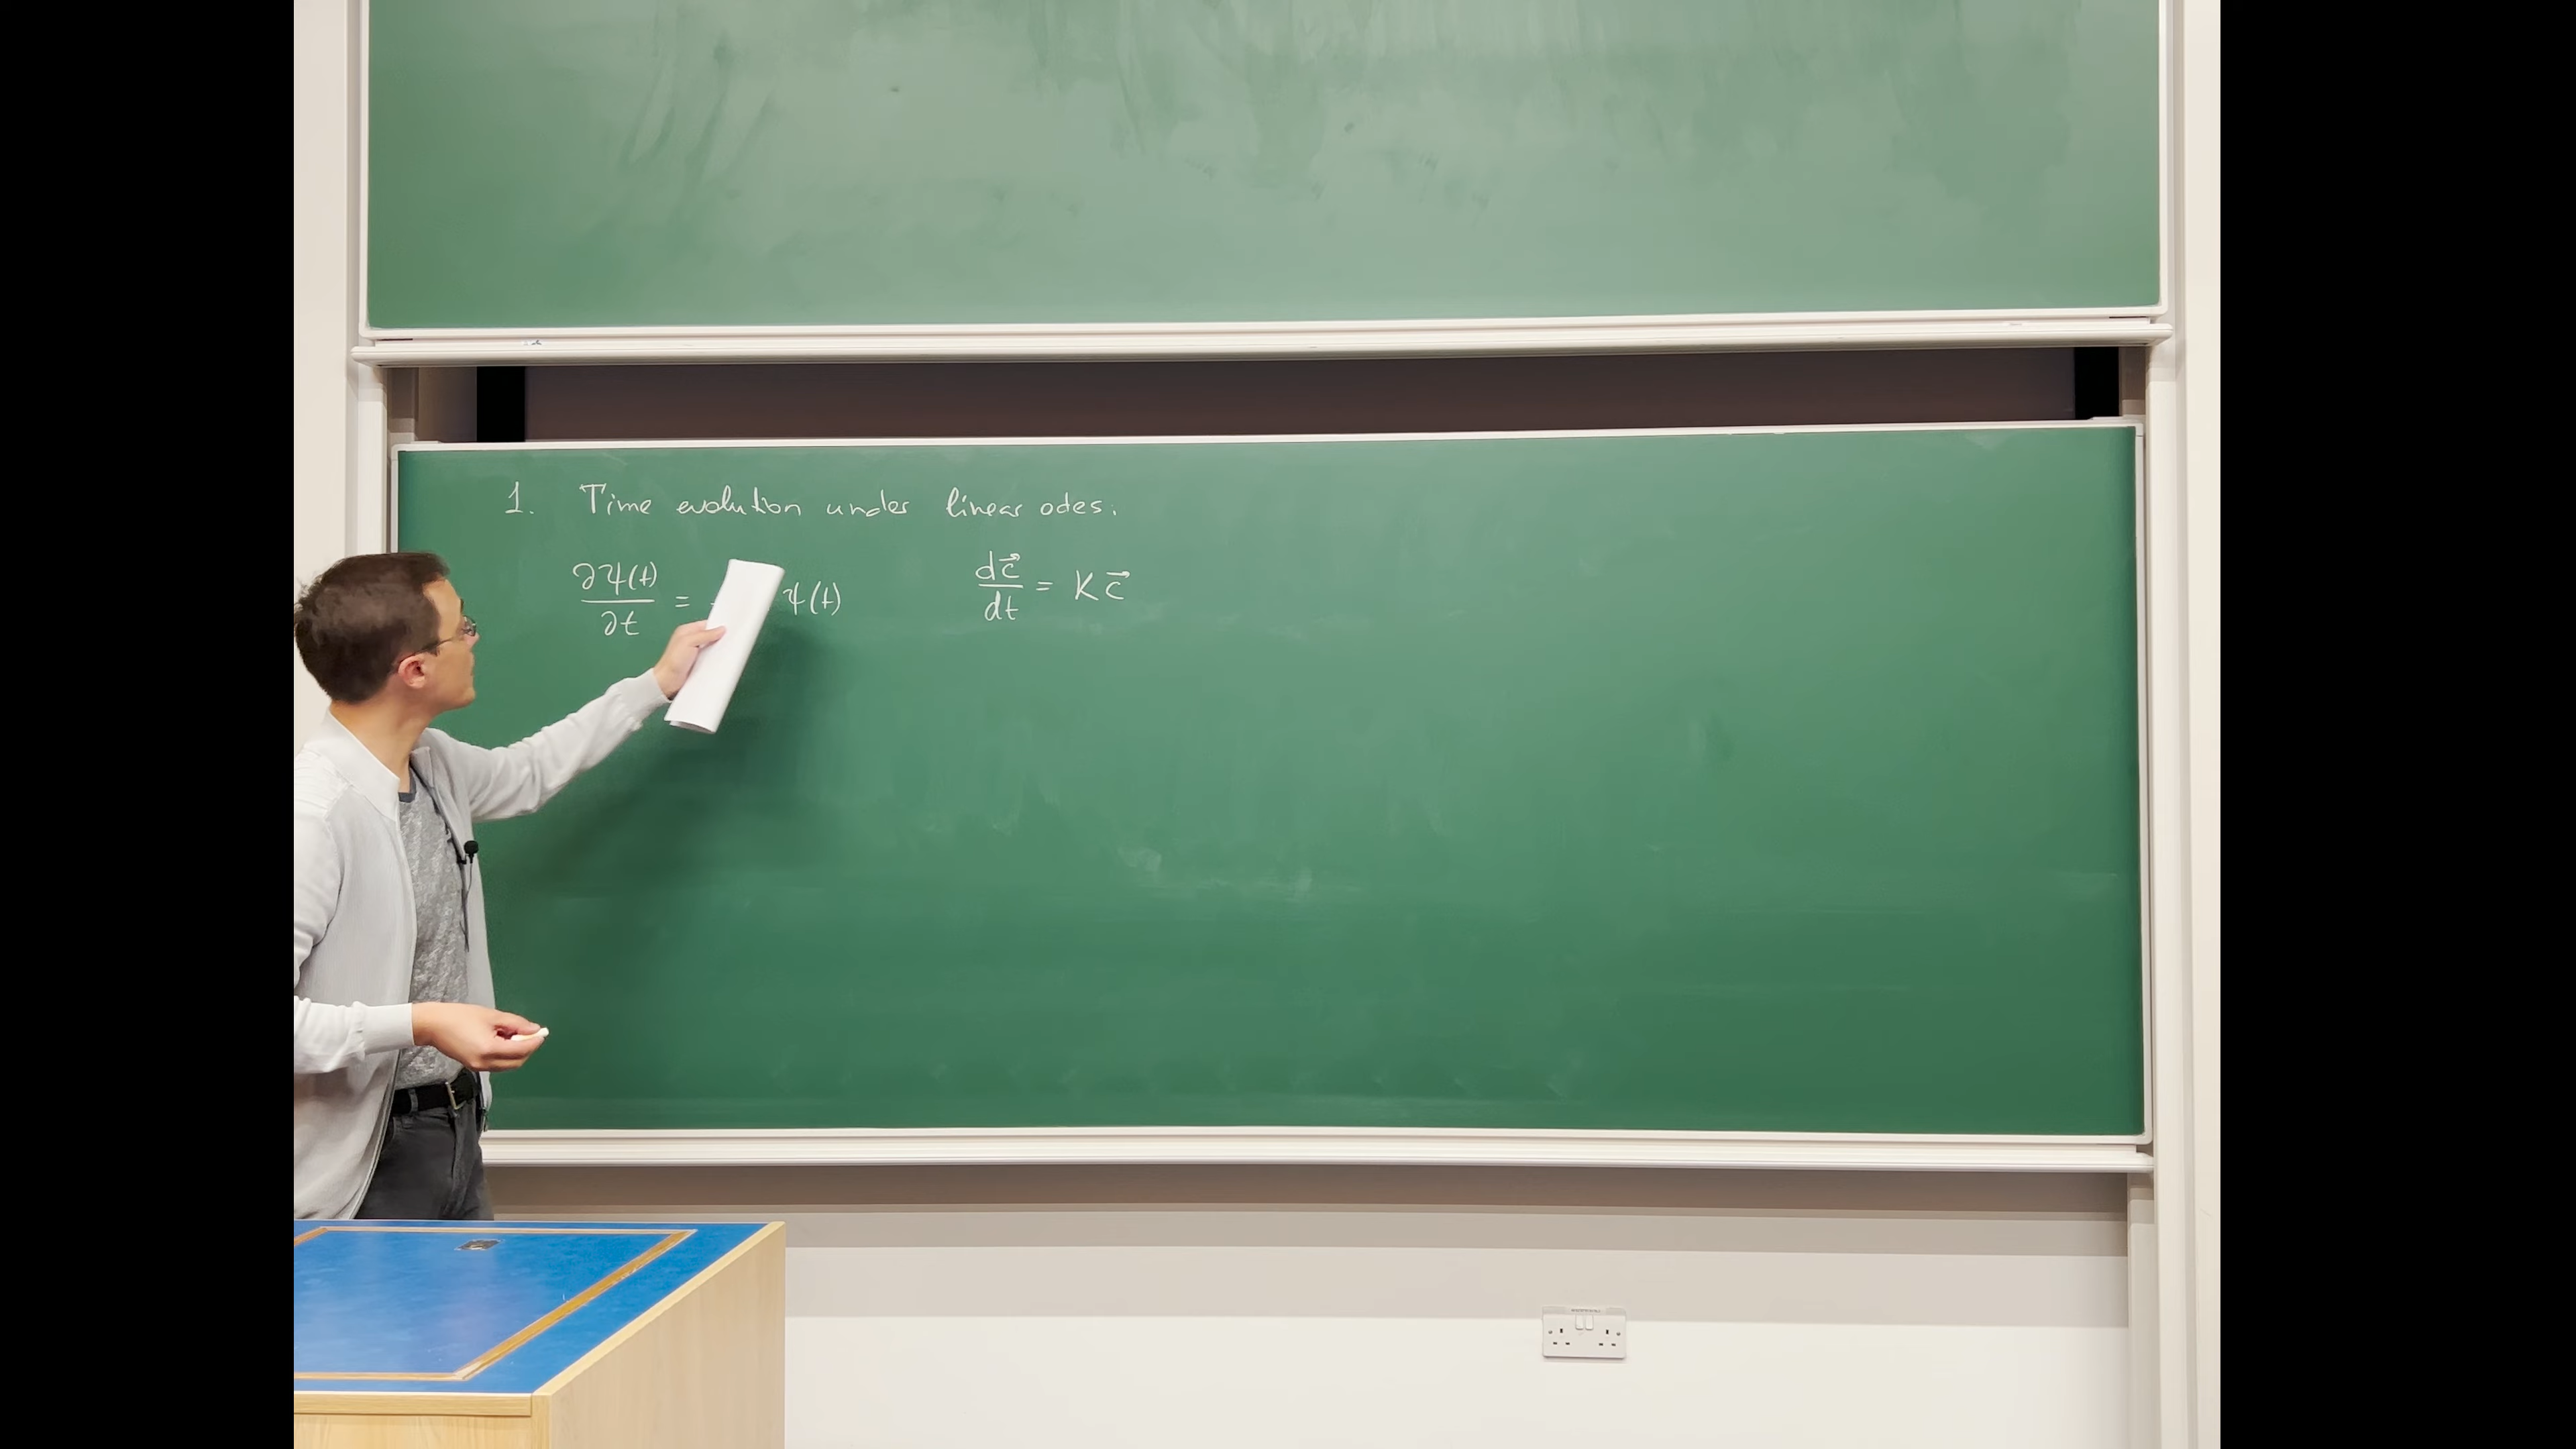 1. Time evolution under linear odes.
∂ψ(t)/∂t = - ψ(t)    dc⃗/dt = Kc⃗